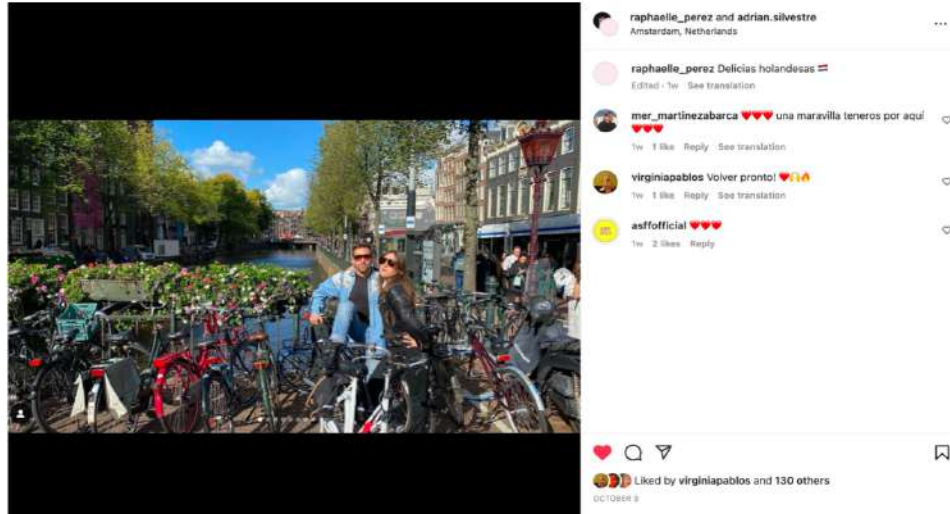 raphaelle_perez and adrian.silvestre
Amsterdam, Netherlands
raphaelle_perez Delicias holandesas
Edited · 1w See translation
mer_martinezabarca ♥♥♥ una maravilla teneros por aquí
♥♥♥
1w 1 like Reply See translation
virginiapablos Volver pronto! ♥🙌🔥
1w 1 like Reply See translation
asffofficial ♥♥♥
1w 2 likes Reply
Liked by virginiapablos and 130 others